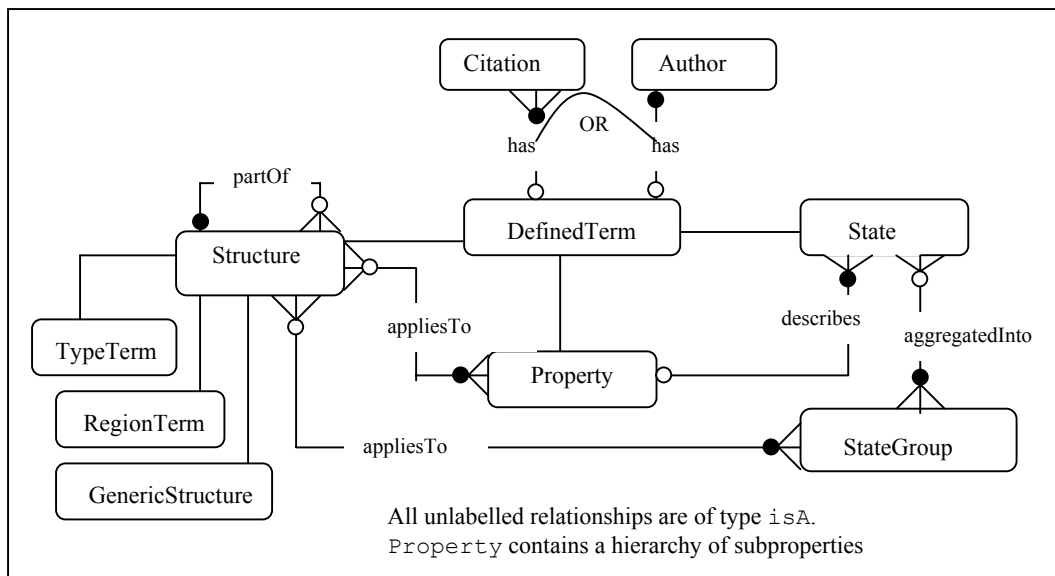 Citation
Author
OR
has
has
partOf
DefinedTerm
State
Structure
appliesTo
describes
aggregatedInto
TypeTerm
Property
RegionTerm
appliesTo
StateGroup
GenericStructure
All unlabelled relationships are of type isA.
Property contains a hierarchy of subproperties